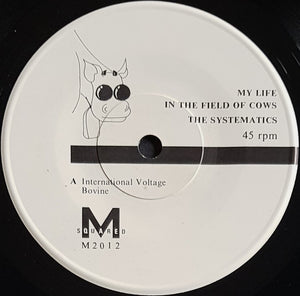 MY LIFE
IN THE FIELD OF COWS
THE SYSTEMATICS
45 rpm
A International Voltage
Bovine
M
SQUARED
M2012